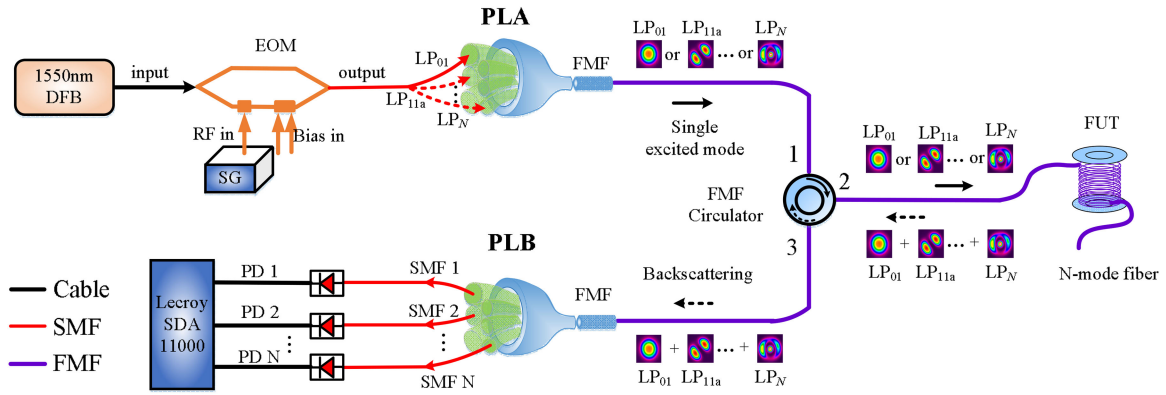 PLA
EOM
1550nm
DFB
input
output
RF in
Bias in
SG
LP01
LP11a
⋮
LPN
FMF
LP01 LP11a LPN
or ... or
Single
excited mode
1
2
3
FMF
Circulator
LP01 LP11a LPN
or ... or
FUT
+ ... +
LP01 LP11a LPN
N-mode fiber
PLB
Backscattering
FMF
+ ... +
LP01 LP11a LPN
Lecroy
SDA
11000
PD 1
PD 2
⋮
PD N
SMF 1
SMF 2
⋮
SMF N
Cable
SMF
FMF